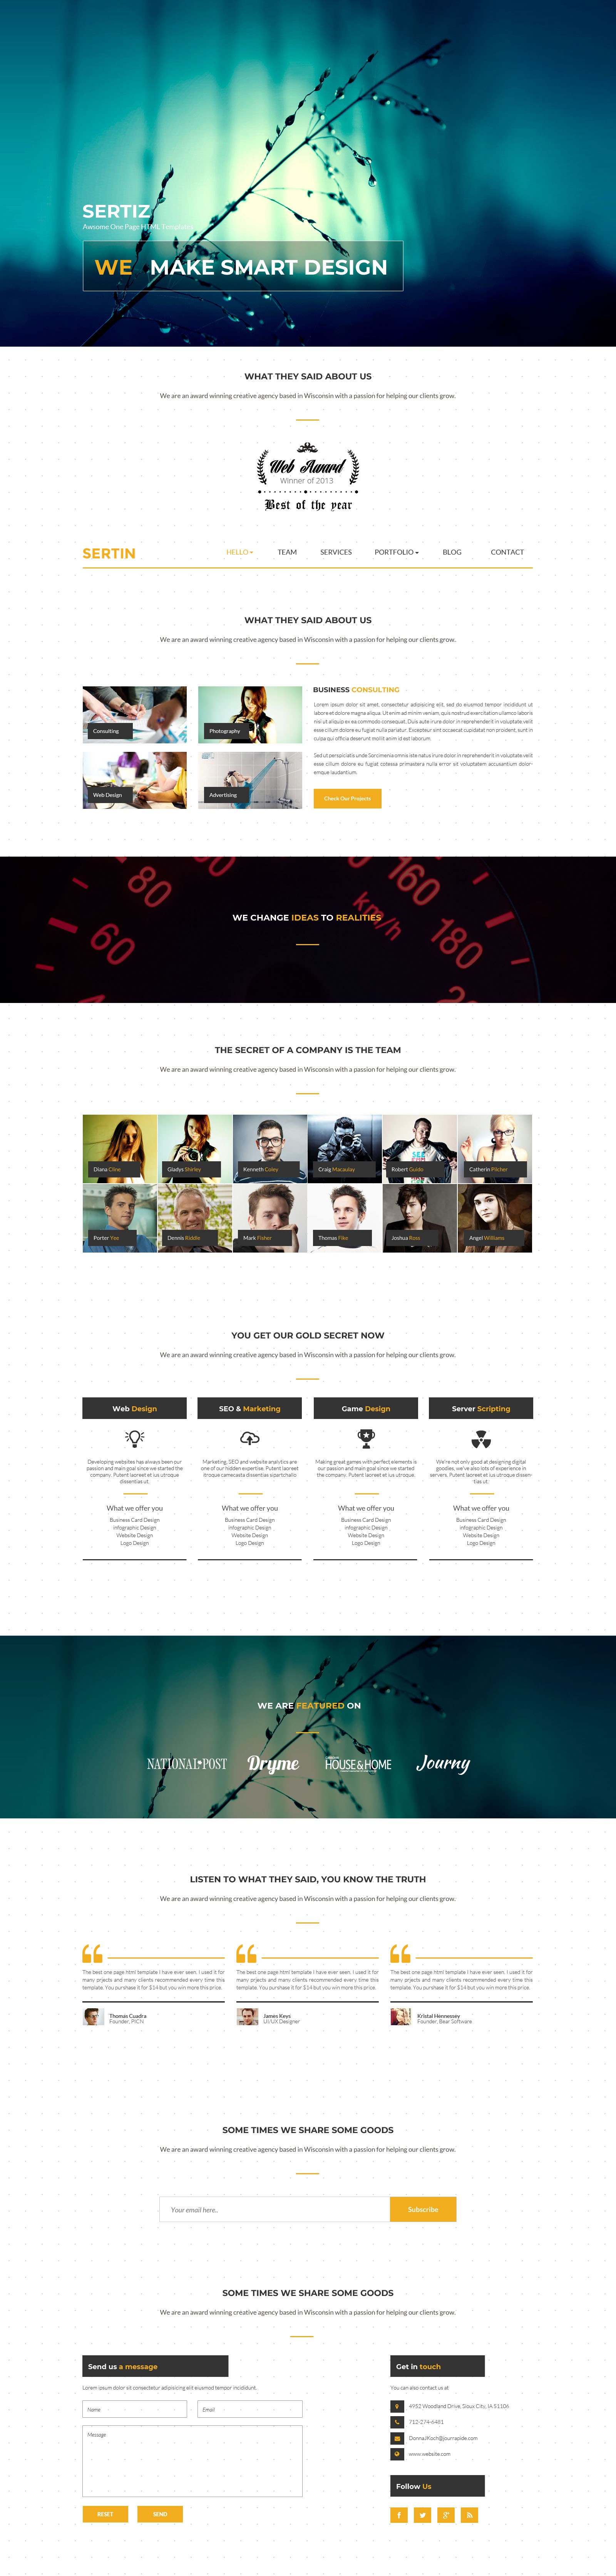 SERTIZ
Awsome One Page HTML Template
WE MAKE SMART DESIGN
WHAT THEY SAID ABOUT US
We are an award winning creative agency based in Wisconsin with a passion for helping our clients grow.
Web Award
Winner of 2013
Best of the year
SERTIN
HELLO TEAM SERVICES PORTFOLIO BLOG CONTACT
WHAT THEY SAID ABOUT US
We are an award winning creative agency based in Wisconsin with a passion for helping our clients grow.
Consulting
Photography
Web Design
Advertising
BUSINESS CONSULTING
Lorem ipsum dolor sit amet, consectetur adipisicing elit, sed do eiusmod tempor incididunt ut
labore et dolore magna aliqua. Ut enim ad minim veniam, quis nostrud exercitation ullamco laboris
nisi ut aliquip ex ea commodo consequat. Duis aute irure dolor in reprehenderit in voluptate velit
esse cillum dolore eu fugiat nulla pariatur. Excepteur sint occaecat cupidatat non proident, sunt in
culpa qui officia deserunt mollit anim id est laborum.
Sed ut perspiciatis unde Sorcimensa omnis iste natus irure dolor in reprehenderit in voluptate velit
esse cillum dolore eu fugiat sstessa primastera nulla error sit voluptatem accusantium dolor-
emque laudantium.
Check Our Projects
60
80
km/h
160
180
WE CHANGE IDEAS TO REALITIES
THE SECRET OF A COMPANY IS THE TEAM
We are an award winning creative agency based in Wisconsin with a passion for helping our clients grow.
Diana Cline
Gladys Shirley
Kenneth Coley
Craig Macaulay
Robert Guido
Catherin Pilcher
Porter Yee
Dennis Riddle
Mark Fisher
Thomas Fike
Joshua Ross
Angel Williams
YOU GET OUR GOLD SECRET NOW
We are an award winning creative agency based in Wisconsin with a passion for helping our clients grow.
Web Design
Developing websites has always been our
passion and main goal since we started the
company. Putent laoreet et ius utroque
dissentias ut.
What we offer you
Business Card Design
infographic Design
Website Design
Logo Design
SEO & Marketing
Marketing, SEO and website analytics are
one of our hidden expertise. Putent laoreet
litroque camecasta dissentias sipartchallo
What we offer you
Business Card Design
infographic Design
Website Design
Logo Design
Game Design
Making great games with perfect elements is
our passion and main goal since we started
the company. Putent laoreet et ius utroque.
What we offer you
Business Card Design
infographic Design
Website Design
Logo Design
Server Scripting
We're not only good at designing digital
goodies, we've also lots of experience in
servers. Putent laoreet et ius utroque dissen-
tias ut.
What we offer you
Business Card Design
infographic Design
Website Design
Logo Design
WE ARE FEATURED ON
NATIONAL POST
Dryme
HOUSE & HOME
Journy
LISTEN TO WHAT THEY SAID, YOU KNOW THE TRUTH
We are an award winning creative agency based in Wisconsin with a passion for helping our clients grow.
The best one page html template I have ever seen. I used it for
many prjects and many clients recommended every time this
template. You purchase it for $14 but you win more this price.
Thomas Cuadra
Founder, PICN
The best one page html template I have ever seen. I used it for
many prjects and many clients recommended every time this
template. You purchase it for $14 but you win more this price.
James Keys
UI/UX Designer
The best one page html template I have ever seen. I used it for
many prjects and many clients recommended every time this
template. You purchase it for $14 but you win more this price.
Kristal Hennessey
Founder, Bear Software
SOME TIMES WE SHARE SOME GOODS
We are an award winning creative agency based in Wisconsin with a passion for helping our clients grow.
Your email here..
Subscribe
SOME TIMES WE SHARE SOME GOODS
We are an award winning creative agency based in Wisconsin with a passion for helping our clients grow.
Send us a message
Lorem ipsum dolor sit consectetur adipisicing elit eiusmod tempor incididunt.
Name
Email
Message
RESET
SEND
Get in touch
You can also contact us at
4952 Woodland Drive, Sioux City, IA 51106
712-274-6481
DonnaJKoch@jourrapide.com
www.website.com
Follow Us